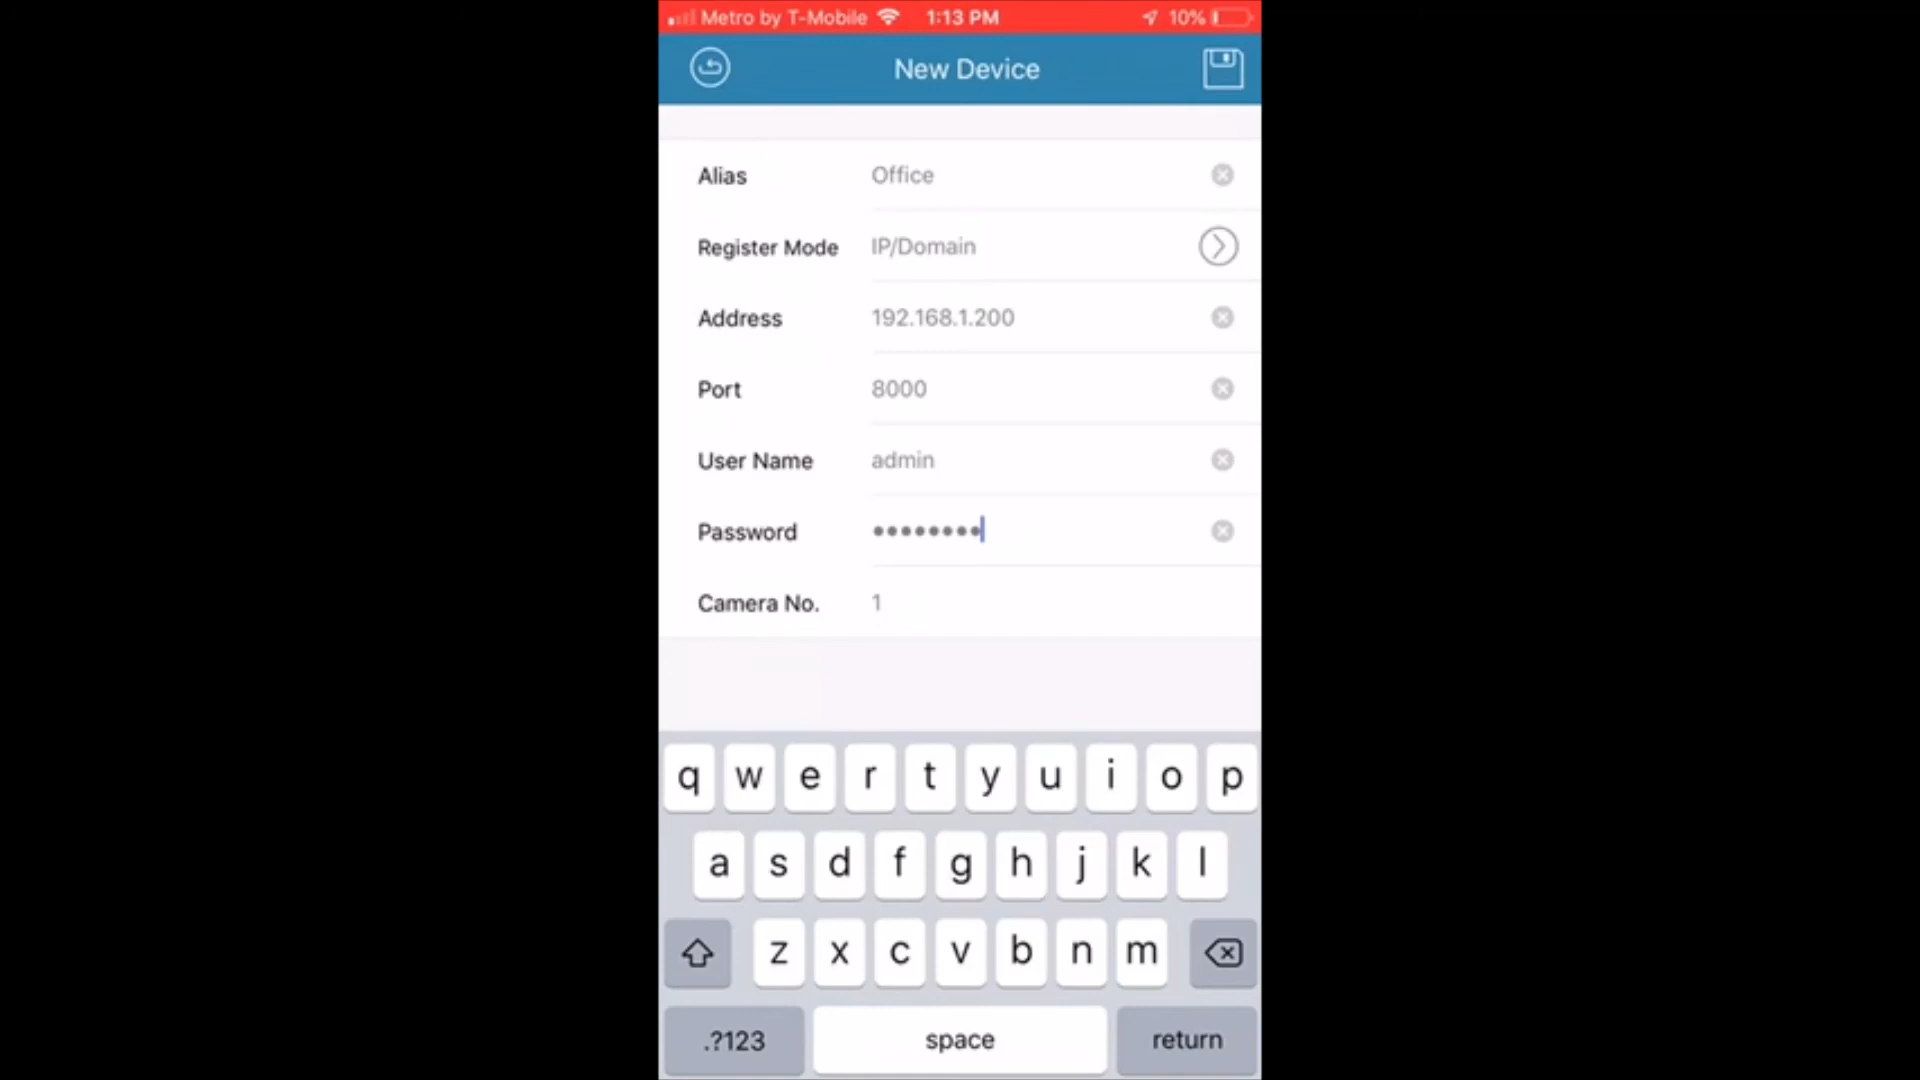 Metro by T-Mobile 1:13 PM 10%
New Device
Alias Office
Register Mode IP/Domain
Address 192.168.1.200
Port 8000
User Name admin
Password ••••••••
Camera No. 1
q w e r t y u i o p
a s d f g h j k l
z x c v b n m
.?123 space return